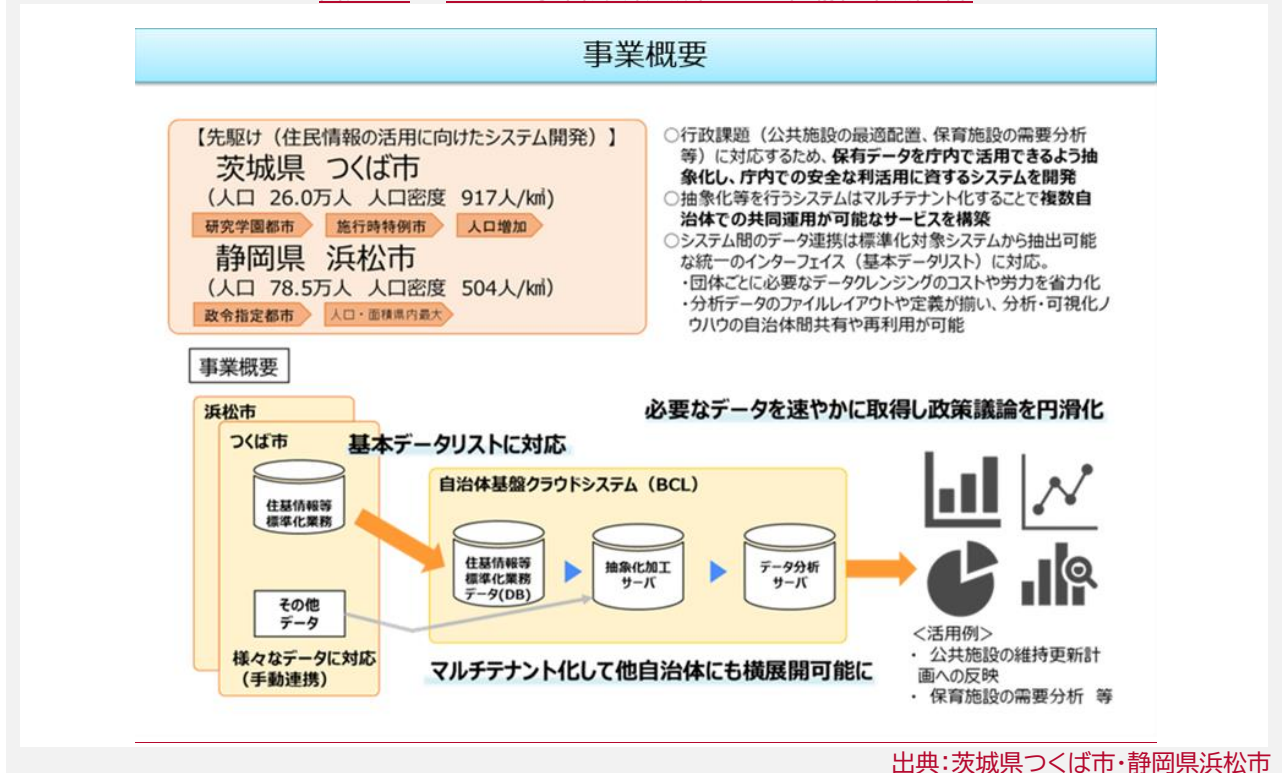 事業概要
【先駆け（住民情報の活用に向けたシステム開発）】
茨城県 つくば市
（人口 26.0万人 人口密度 917人/㎢)
研究学園都市 施行時特例市 人口増加
静岡県 浜松市
（人口 78.5万人 人口密度 504人/㎢)
政令指定都市 人口・面積県内最大
○行政課題（公共施設の最適配置、保育施設の需要分析
等）に対応するため、保有データを庁内で活用できるよう抽
象化し、庁内での安全な利活用に資するシステムを開発
○抽象化等を行うシステムはマルチテナント化することで複数自
治体での共同運用が可能なサービスを構築
○システム間のデータ連携は標準化対象システムから抽出可能
な統一のインターフェイス（基本データリスト）に対応。
・団体ごとに必要なデータクレンジングのコストや労力を省力化
・分析データのファイルレイアウトや定義が揃い、分析・可視化ノ
ウハウの自治体間共有や再利用が可能
事業概要
浜松市
つくば市
住基情報等
標準化業務
その他
データ
様々なデータに対応
（手動連携）
基本データリストに対応
自治体基盤クラウドシステム（BCL）
住基情報等
標準化業務
データ(DB)
抽象化加工
サーバ
データ分析
サーバ
マルチテナント化して他自治体にも横展開可能に
必要なデータを速やかに取得し政策議論を円滑化
＜活用例＞
・ 公共施設の維持更新計
画への反映
・ 保育施設の需要分析 等
出典：茨城県つくば市・静岡県浜松市